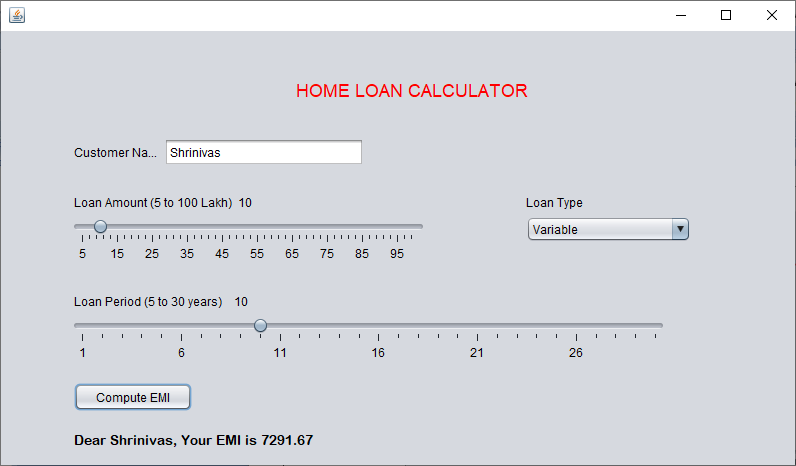 HOME LOAN CALCULATOR
Customer Na... Shrinivas
Loan Amount (5 to 100 Lakh) 10 Loan Type
Variable
5 15 25 35 45 55 65 75 85 95
Loan Period (5 to 30 years) 10
1 6 11 16 21 26
Compute EMI
Dear Shrinivas, Your EMI is 7291.67